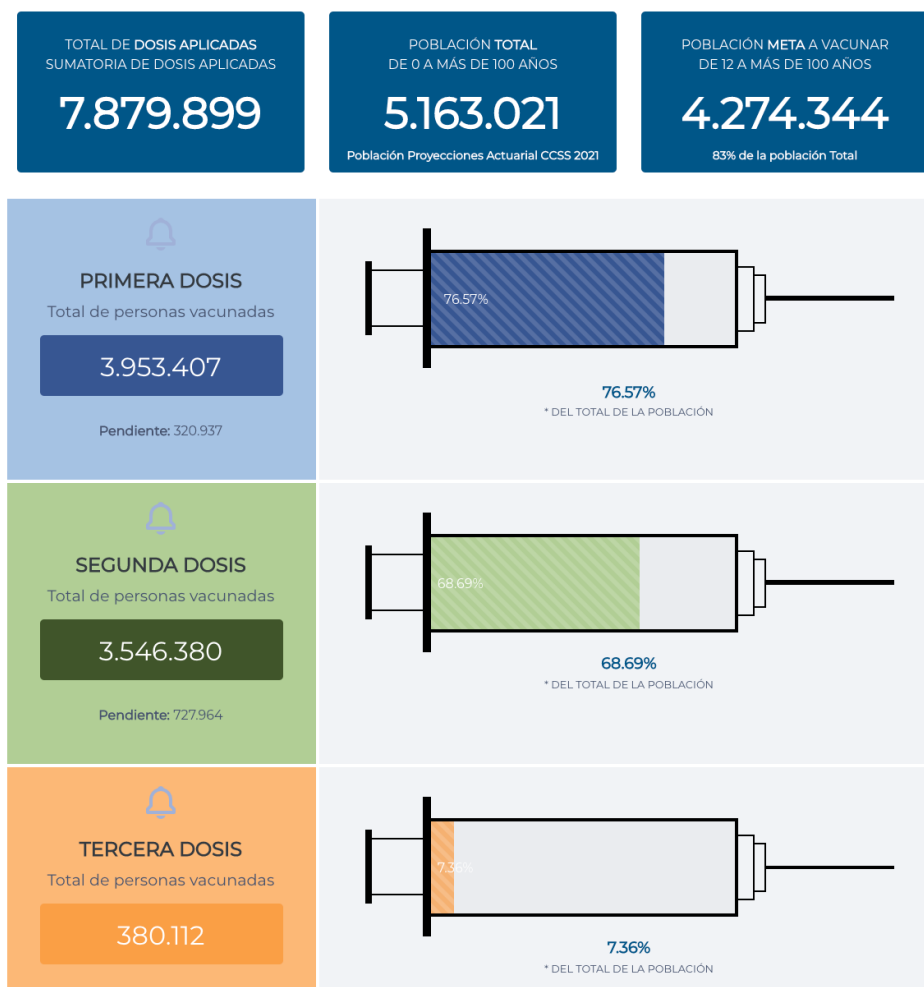 TOTAL DE DOSIS APLICADAS
SUMATORIA DE DOSIS APLICADAS
7.879.899
POBLACIÓN TOTAL
DE 0 A MÁS DE 100 AÑOS
5.163.021
Población Proyecciones Actuarial CCSS 2021
POBLACIÓN META A VACUNAR
DE 12 A MÁS DE 100 AÑOS
4.274.344
83% de la población Total
PRIMERA DOSIS
Total de personas vacunadas
3.953.407
Pendiente: 320.937
76.57%
76.57%
* DEL TOTAL DE LA POBLACIÓN
SEGUNDA DOSIS
Total de personas vacunadas
3.546.380
Pendiente: 727.964
68.69%
68.69%
* DEL TOTAL DE LA POBLACIÓN
TERCERA DOSIS
Total de personas vacunadas
380.112
7.36%
7.36%
* DEL TOTAL DE LA POBLACIÓN